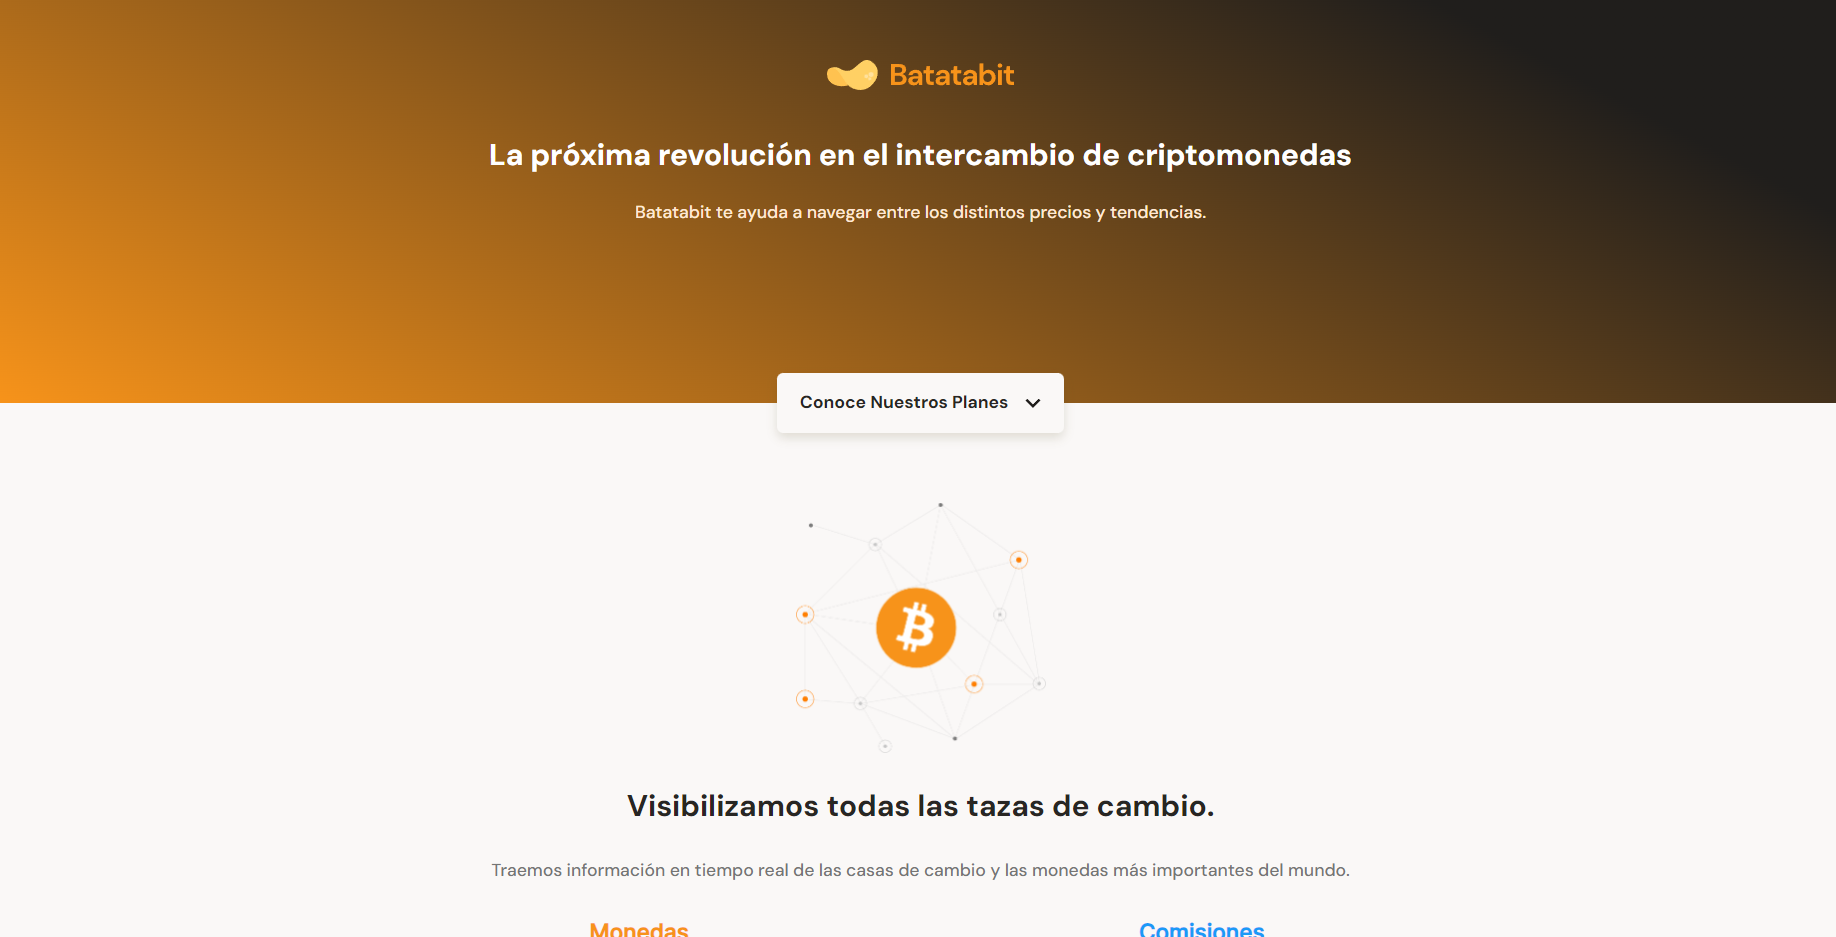 Batatabit
La próxima revolución en el intercambio de criptomonedas
Batatabit te ayuda a navegar entre los distintos precios y tendencias.
Conoce Nuestros Planes
Visibilizamos todas las tazas de cambio.
Traemos información en tiempo real de las casas de cambio y las monedas más importantes del mundo.
Monedas
Comisiones